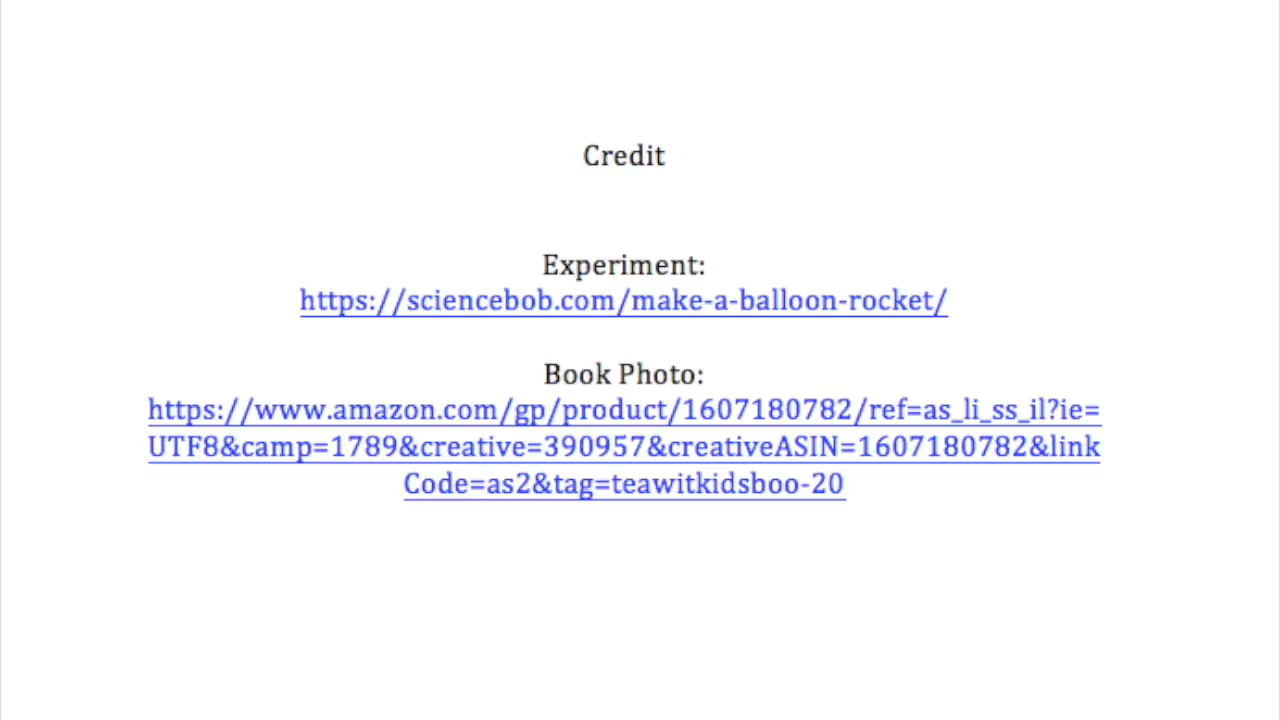 Credit
Experiment:
https://sciencebob.com/make-a-balloon-rocket/
Book Photo:
https://www.amazon.com/gp/product/1607180782/ref=as_li_ss_il?ie=
UTF8&camp=1789&creative=390957&creativeASIN=1607180782&link
Code=as2&tag=teawitkidsboo-20